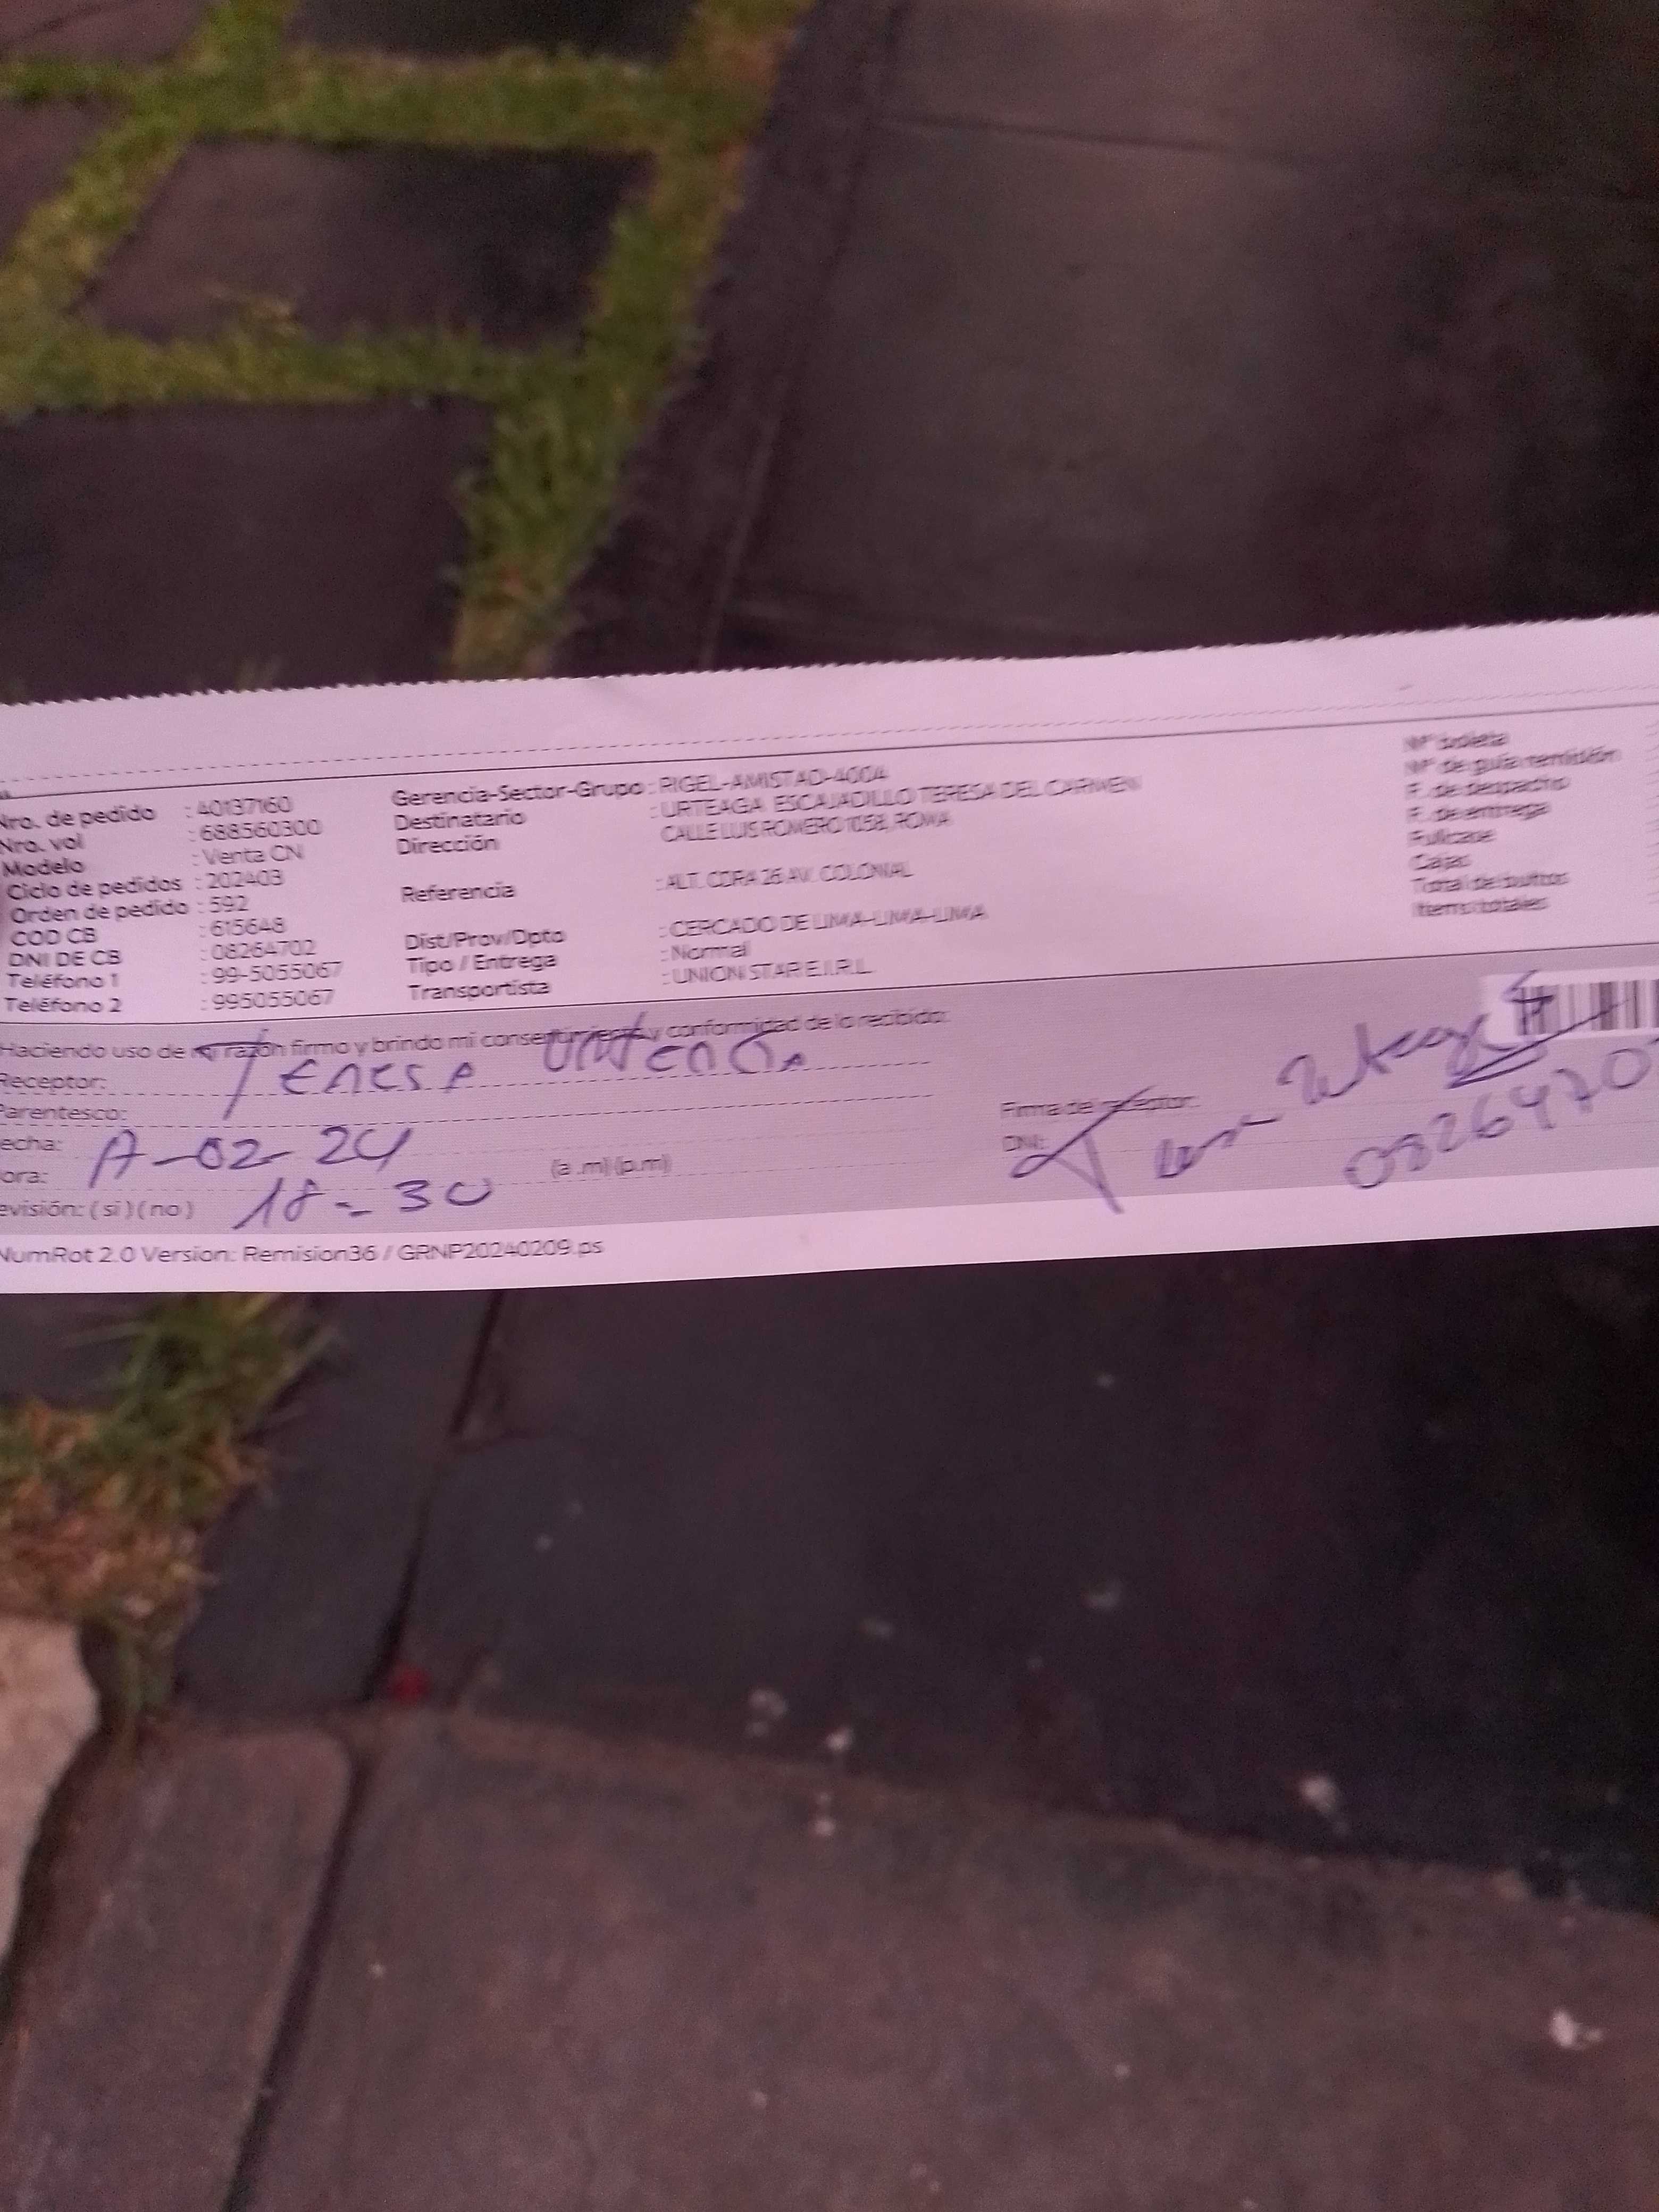 Nro. de pedido : 40137160
Nro. vol : 688560300
Modelo : Venta CN
Ciclo de pedidos : 202403
Orden de pedido : 592
COD CB : 615648
DNI DE CB : 08264702
Teléfono 1 : 99-5055067
Teléfono 2 : 995055067
Gerencia-Sector-Grupo : RIGEL-AMISTAD-400A
Destinatario : URTEAGA ESCAJADILLO TERESA DEL CARMEN
Dirección CALLE LUIS ROMERO 1058, ROMA
Referencia : ALT. CDRA 26 AV. COLONIAL
Dist/Prov/Dpto : CERCADO DE LIMA-LIMA-LIMA
Tipo / Entrega : Normal
Transportista : UNION STAR E.I.R.L.
N° boleta
N° de guía remisión
F. de despacho
F. de entrega
Fullcase
Cajas
Total de bultos
Items totales
Haciendo uso de mi razón firmo y brindo mi consentimiento y conformidad de lo recibido:
Receptor: TERESA URTEAGA
Parentesco:
echa: -02-24
ora: 18-30 (a.m) (p.m)
evisión: ( si ) ( no )
Firma del receptor:
DNI: 0826470
NumRot 2.0 Version: Remision36 / GRNP20240209.ps